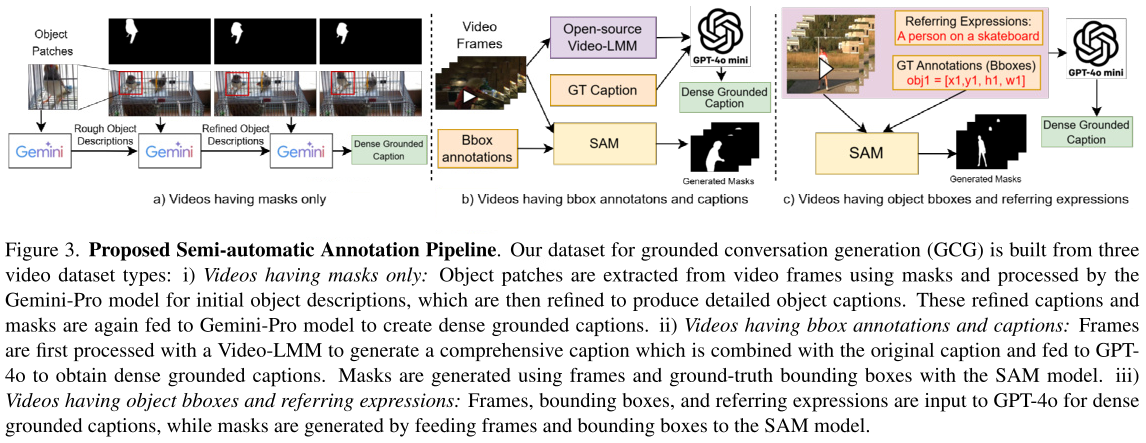 Object
Patches
Gemini
Rough Object
Descriptions
Gemini
Refined Object
Descriptions
Gemini
Dense Grounded
Caption
a) Videos having masks only
Video
Frames
Open-source
Video-LMM
GT Caption
GPT-4o mini
Dense Grounded
Caption
Bbox
annotations
SAM
Generated Masks
b) Videos having bbox annotatons and captions
Referring Expressions:
A person on a skateboard
GT Annotations (Bboxes)
obj1 = [x1,y1, h1, w1]
GPT-4o mini
Dense Grounded
Caption
SAM
Generated Masks
c) Videos having object bboxes and referring expressions
Figure 3. Proposed Semi-automatic Annotation Pipeline. Our dataset for grounded conversation generation (GCG) is built from three
video dataset types: i) Videos having masks only: Object patches are extracted from video frames using masks and processed by the
Gemini-Pro model for initial object descriptions, which are then refined to produce detailed object captions. These refined captions and
masks are again fed to Gemini-Pro model to create dense grounded captions. ii) Videos having bbox annotations and captions: Frames
are first processed with a Video-LMM to generate a comprehensive caption which is combined with the original caption and fed to GPT-
4o to obtain dense grounded captions. Masks are generated using frames and ground-truth bounding boxes with the SAM model. iii)
Videos having object bboxes and referring expressions: Frames, bounding boxes, and referring expressions are input to GPT-4o for dense
grounded captions, while masks are generated by feeding frames and bounding boxes to the SAM model.